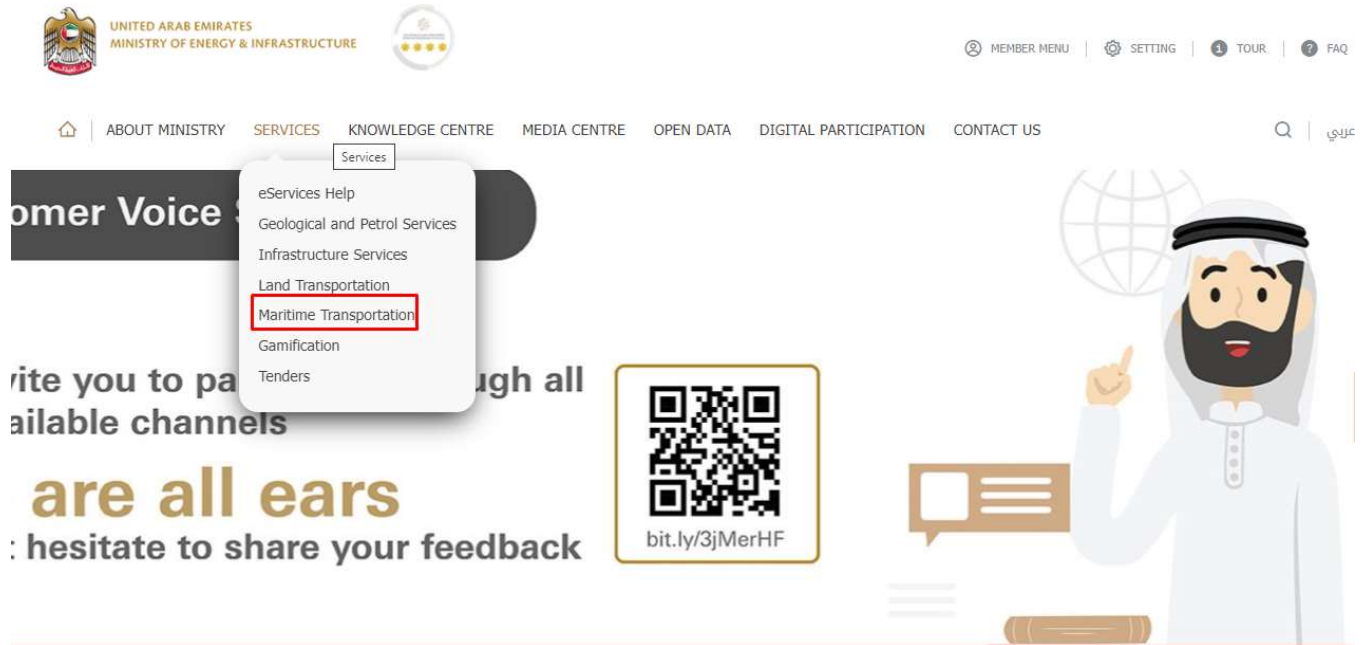 UNITED ARAB EMIRATES
MINISTRY OF ENERGY & INFRASTRUCTURE
MEMBER MENU
SETTING
1 TOUR
? FAQ
ABOUT MINISTRY
SERVICES
KNOWLEDGE CENTRE
MEDIA CENTRE
OPEN DATA
DIGITAL PARTICIPATION
CONTACT US
عربي
Services
eServices Help
Geological and Petrol Services
Infrastructure Services
Land Transportation
Maritime Transportation
Gamification
Tenders
omer Voice
vite you to pa ugh all
ailable channels
are all ears
hesitate to share your feedback
bit.ly/3jMerHF